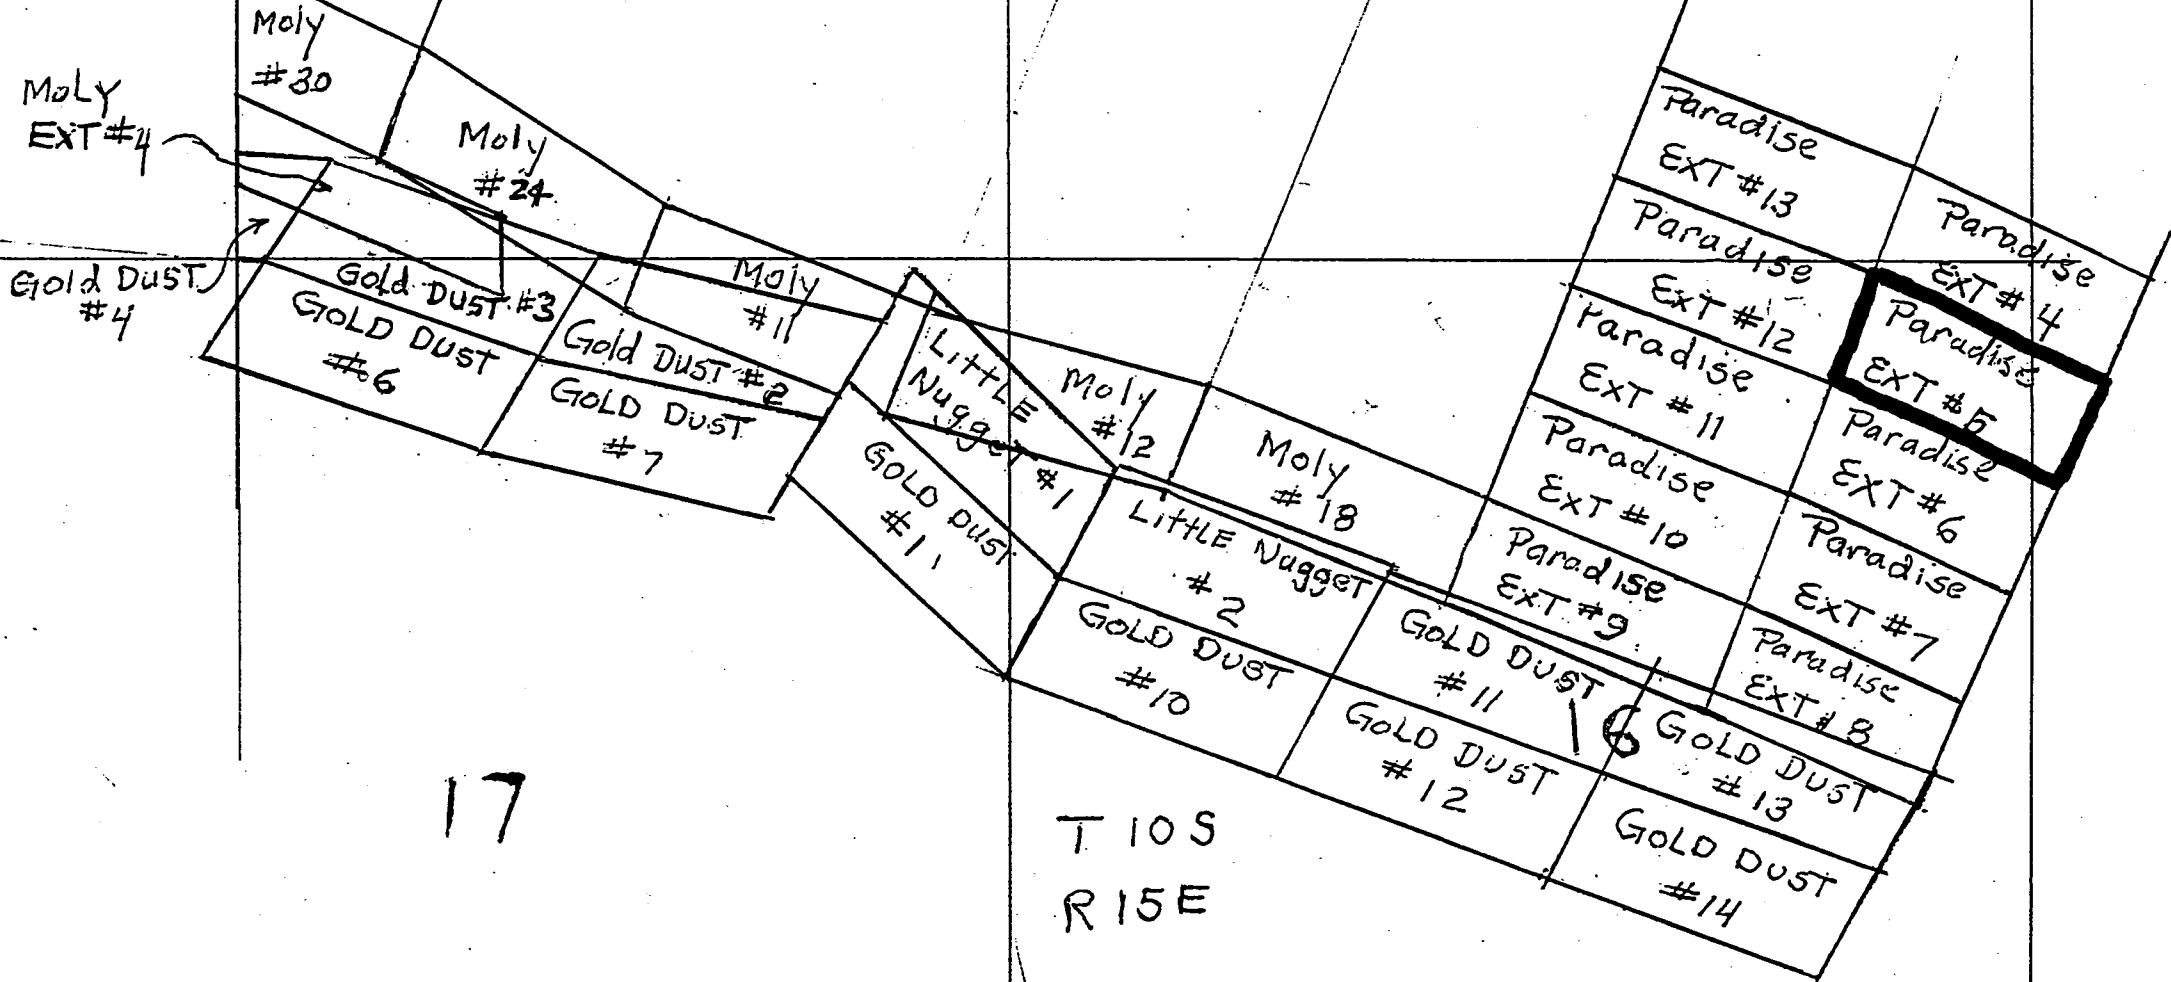 Moly
#30
MoLy
EXT #4
Moly
#24
Gold DUST
#4
Gold DUST #3
GOLD DUST
#6
Moly
#11
Gold DUST #2
GOLD DUST
#7
LITTLE
Nugget
#1
GOLD DUST
#1
Moly
#12
Moly
#18
LITTLE NuggeT
#2
GOLD DUST
#10
GOLD DUST
#11
GOLD DUST
#12
16
GOLD DUST
#13
GOLD DUST
#14
Paradise
EXT #13
Paradise
EXT #12
Paradise
EXT #11
Paradise
EXT #10
Paradise
EXT #9
Paradise
EXT #4
Paradise
EXT #5
Paradise
EXT #6
Paradise
EXT #7
Paradise
EXT #8
17
T 10 S
R 15 E